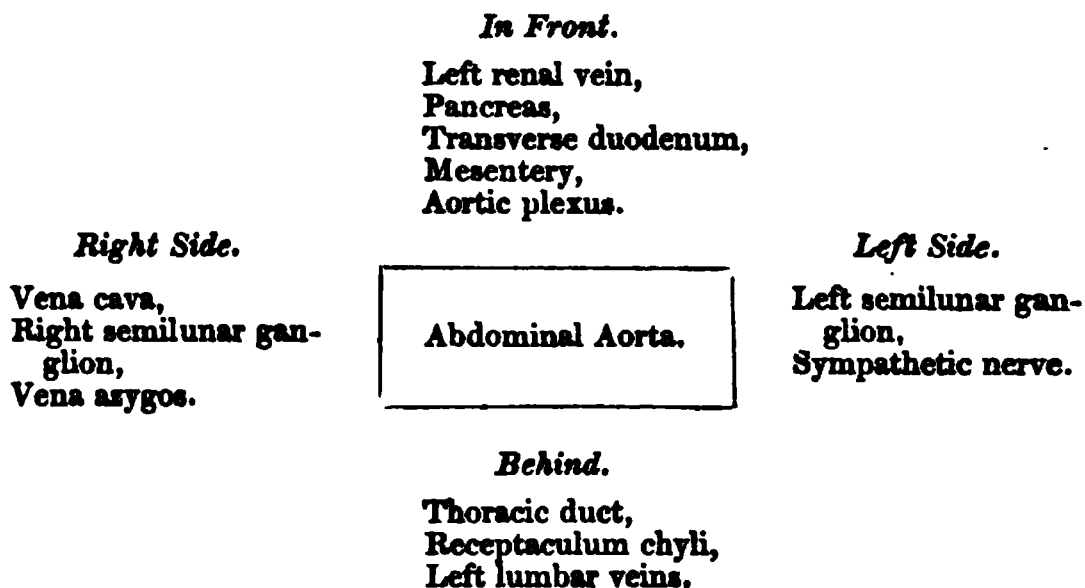 In Front.
Left renal vein,
Pancreas,
Transverse duodenum,
Mesentery,
Aortic plexus.
Right Side.
Vena cava,
Right semilunar gan-
glion,
Vena azygos.
Abdominal Aorta.
Left Side.
Left semilunar gan-
glion,
Sympathetic nerve.
Behind.
Thoracic duct,
Receptaculum chyli,
Left lumbar veins.